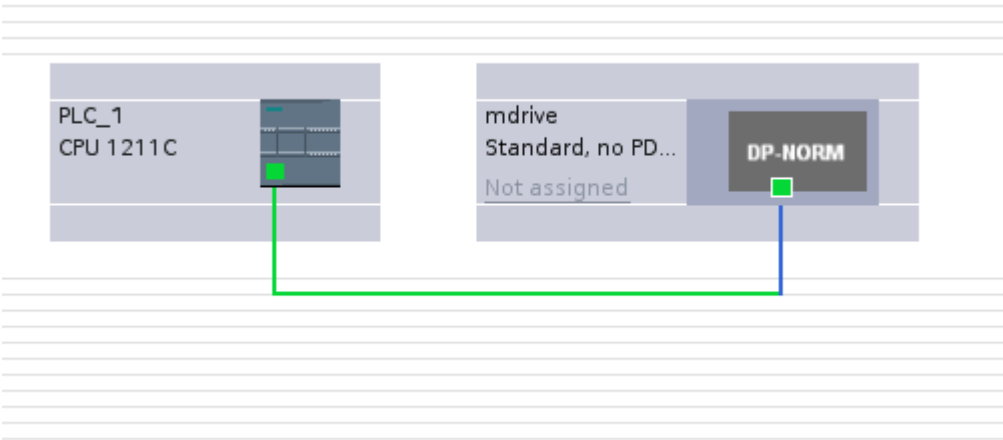 PLC_1
CPU 1211C
mdrive
Standard, no PD...
Not assigned
DP-NORM